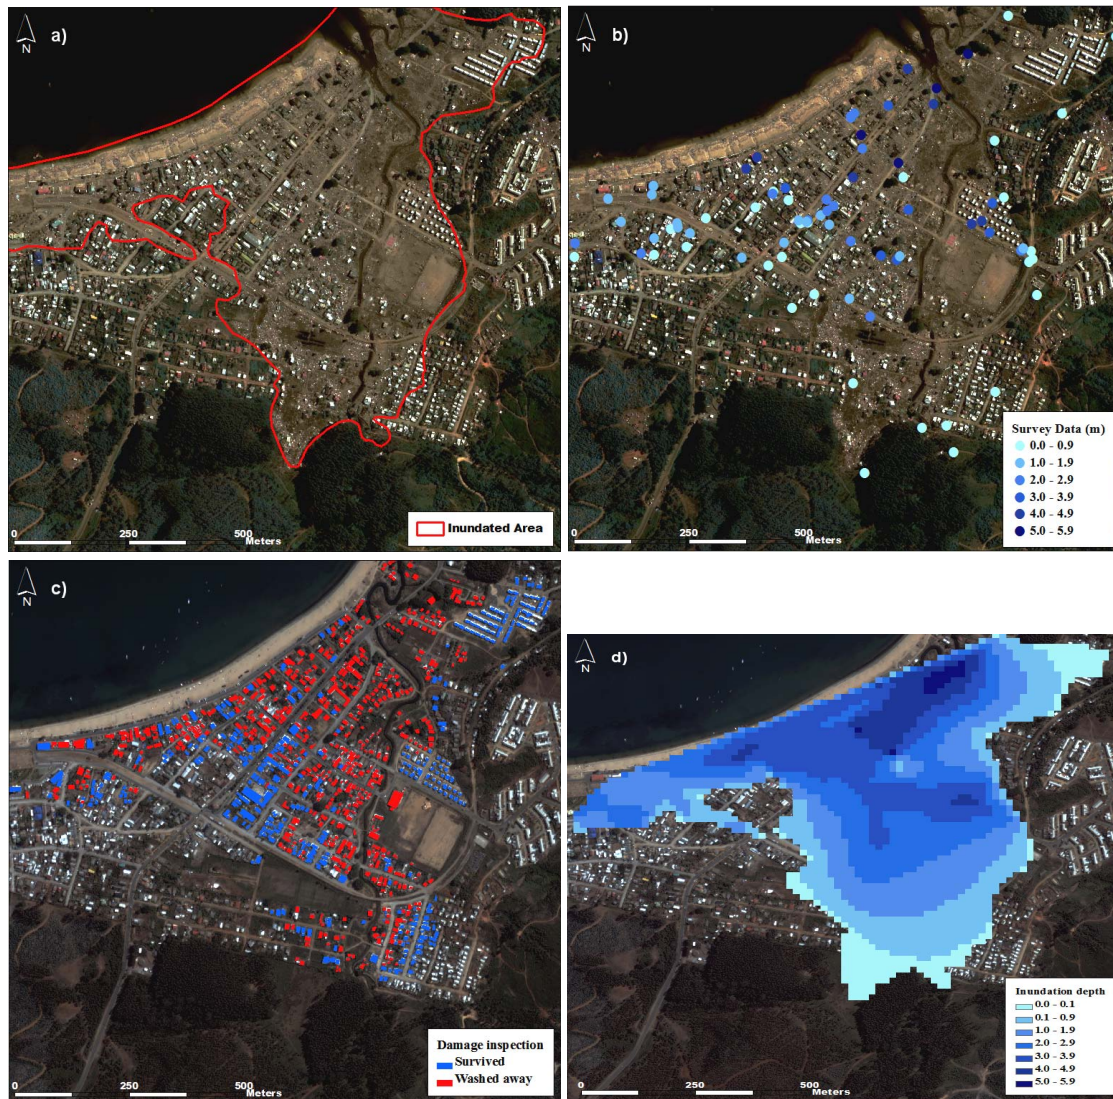 N
a)
Inundated Area
0
250
500
Meters
N
b)
Survey Data (m)
0.0 - 0.9
1.0 - 1.9
2.0 - 2.9
3.0 - 3.9
4.0 - 4.9
5.0 - 5.9
0
250
500
Meters
N
c)
Damage inspection
Survived
Washed away
0
250
500
Meters
N
d)
Inundation depth
0.0 - 0.1
0.1 - 0.9
1.0 - 1.9
2.0 - 2.9
3.0 - 3.9
4.0 - 4.9
5.0 - 5.9
0
250
500
Meters